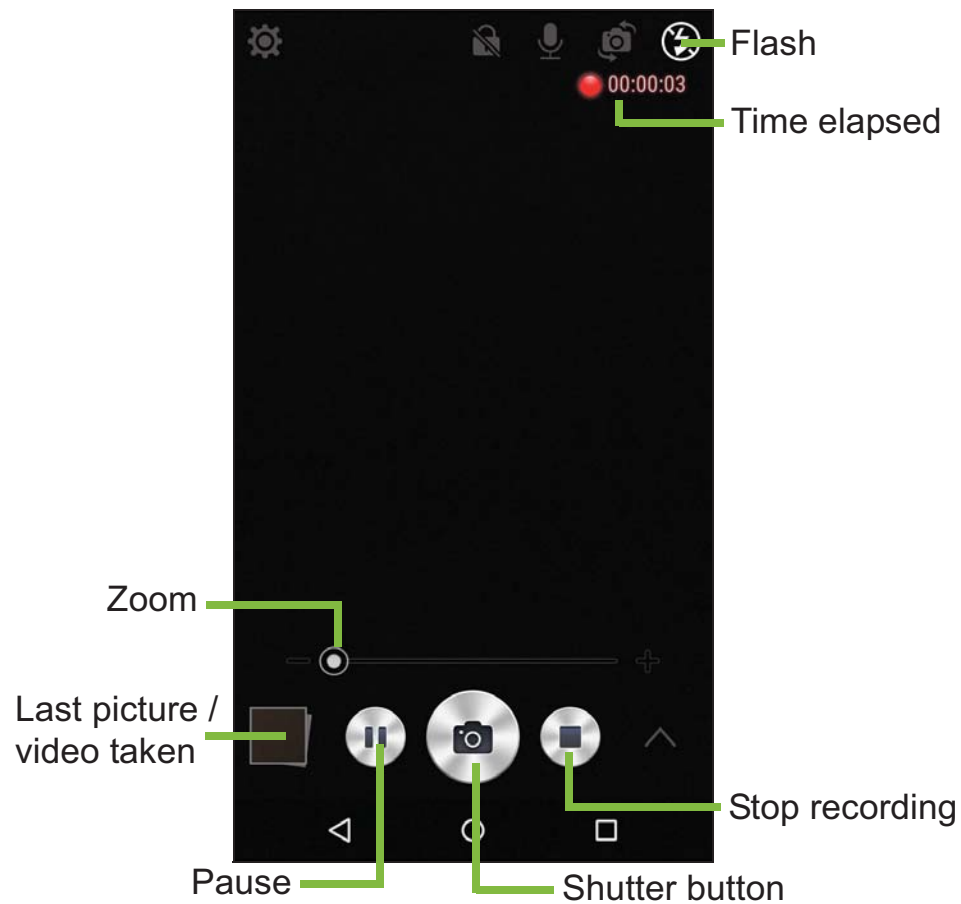 Flash
00:00:03
Time elapsed
Zoom
Last picture /
video taken
Stop recording
Pause
Shutter button